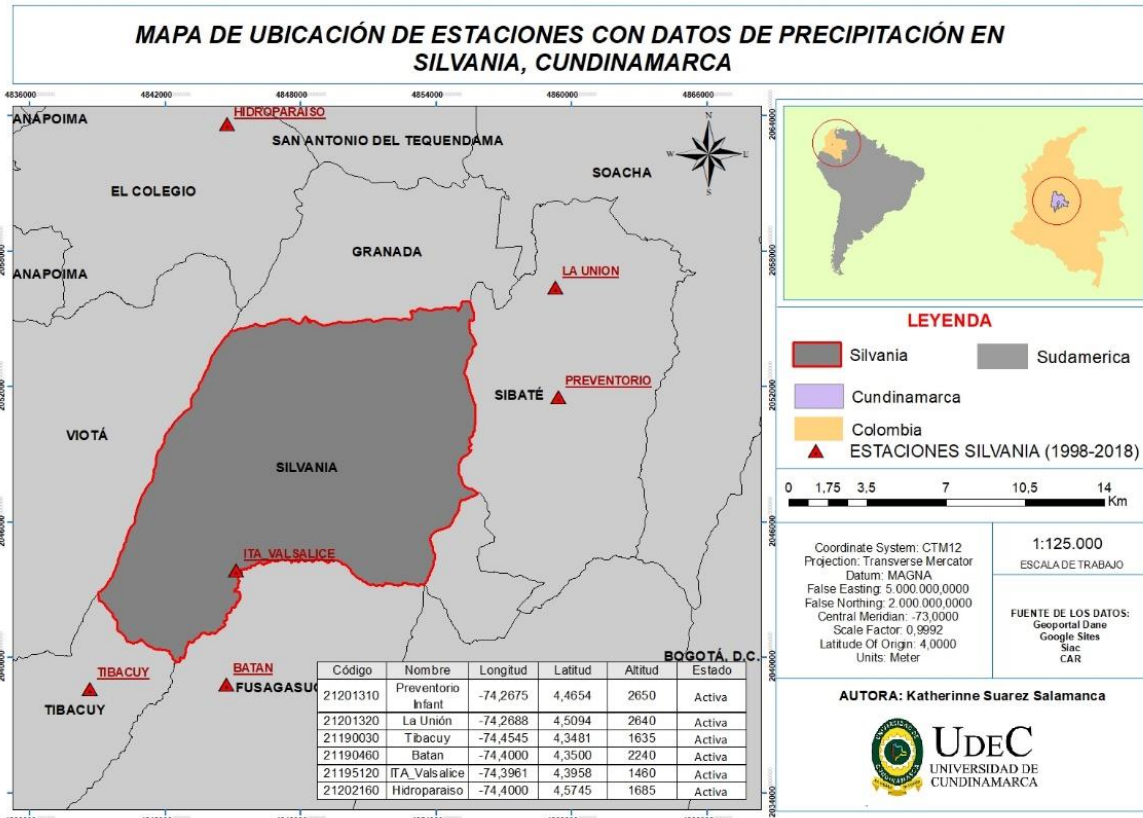 MAPA DE UBICACIÓN DE ESTACIONES CON DATOS DE PRECIPITACIÓN EN
SILVANIA, CUNDINAMARCA
4836000 4842000 4848000 4854000 4860000 4866000
2064000
2058000
2052000
2046000
2040000
2034000
ANAPOIMA
HIDROPARAISO
SAN ANTONIO DEL TEQUENDAMA
N
W E
S
SOACHA
EL COLEGIO
GRANADA
ANAPOIMA
LA UNION
PREVENTORIO
SIBATÉ
VIOTÁ
SILVANIA
ITA_VALSALICE
BOGOTÁ, D.C.
TIBACUY
BATAN
TIBACUY
Código Nombre Longitud Latitud Altitud Estado
21201310 Preventorio Infant -74,2675 4,4654 2650 Activa
21201320 La Unión -74,2688 4,5094 2640 Activa
21190030 Tibacuy -74,4545 4,3481 1635 Activa
21190460 Batan -74,4000 4,3500 2240 Activa
21195120 ITA_Valsalice -74,3961 4,3958 1460 Activa
21202160 Hidroparaiso -74,4000 4,5745 1685 Activa
LEYENDA
Silvania
Sudamerica
Cundinamarca
Colombia
ESTACIONES SILVANIA (1998-2018)
0 1,75 3,5 7 10,5 14
Km
Coordinate System: CTM12
Projection: Transverse Mercator
Datum: MAGNA
False Easting: 5.000.000,0000
False Northing: 2.000.000,0000
Central Meridian: -73,0000
Scale Factor: 0,9992
Latitude Of Origin: 4,0000
Units: Meter
1:125.000
ESCALA DE TRABAJO
FUENTE DE LOS DATOS:
Geoportal Dane
Google Sites
Siac
CAR
AUTORA: Katherinne Suarez Salamanca
UDEC
UNIVERSIDAD DE
CUNDINAMARCA